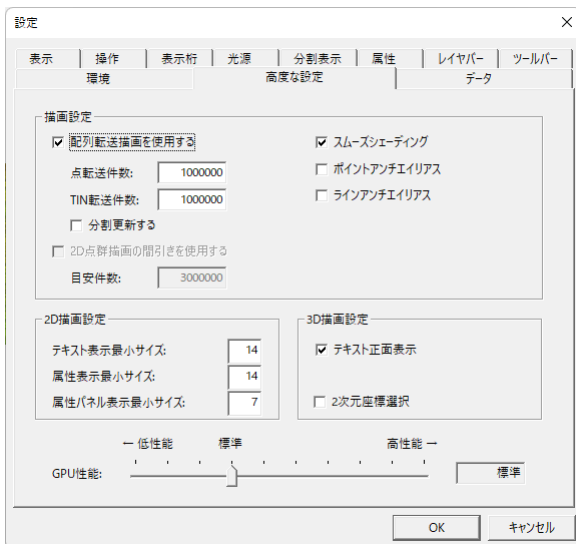 設定
表示 操作 表示桁 光源 分割表示 属性 レイヤバー ツールバー
環境 高度な設定 データ
描画設定
配列転送描画を使用する
点転送件数: 1000000
TIN転送件数: 1000000
分割更新する
2D点群描画の間引きを使用する
目安件数: 3000000
スムーズシェーディング
ポイントアンチエイリアス
ラインアンチエイリアス
2D描画設定
テキスト表示最小サイズ: 14
属性表示最小サイズ: 14
属性パネル表示最小サイズ: 7
3D描画設定
テキスト正面表示
2次元座標選択
← 低性能 標準 高性能 →
GPU性能: 標準
OK キャンセル